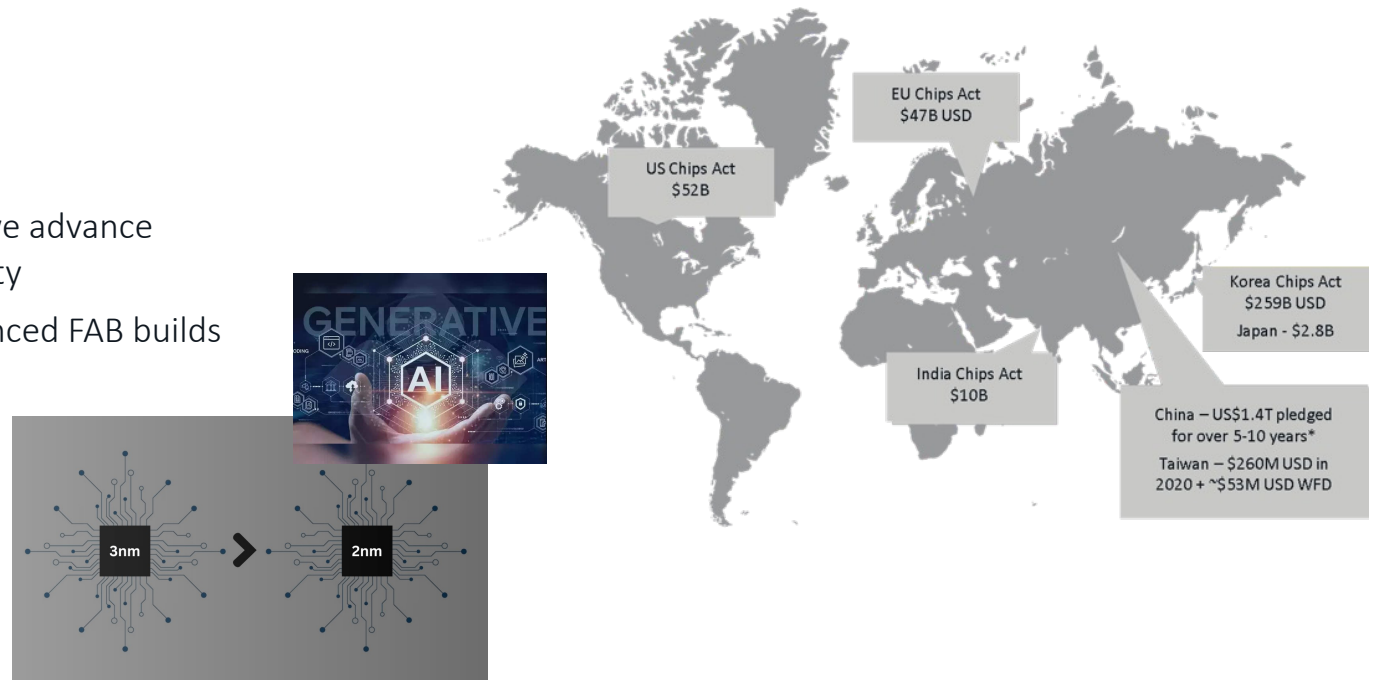 ve advance
ty
nced FAB builds
GENERATIVE
AI
3nm
2nm
US Chips Act
$52B
EU Chips Act
$47B USD
Korea Chips Act
$259B USD
Japan - $2.8B
India Chips Act
$10B
China – US$1.4T pledged
for over 5-10 years*
Taiwan – $260M USD in
2020 + ~$53M USD WFD